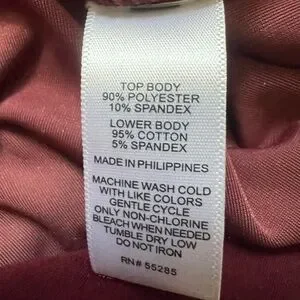 TOP BODY
90% POLYESTER
10% SPANDEX
LOWER BODY
95% COTTON
5% SPANDEX
MADE IN PHILIPPINES
MACHINE WASH COLD
WITH LIKE COLORS
GENTLE CYCLE
ONLY NON-CHLORINE
BLEACH WHEN NEEDED
TUMBLE DRY LOW
DO NOT IRON
RN# 55285